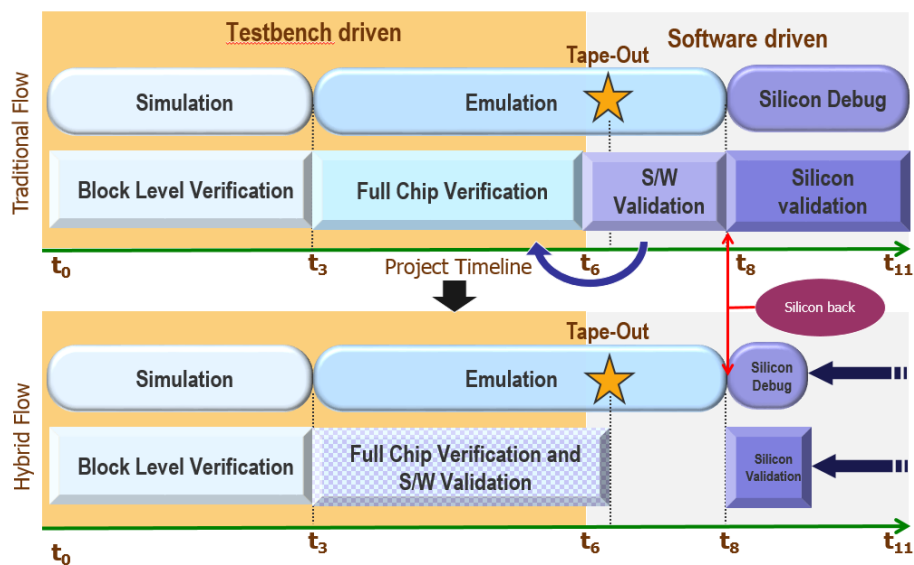 Testbench driven
Software driven
Tape-Out
Traditional Flow
Simulation
Emulation
Silicon Debug
Block Level Verification
Full Chip Verification
S/W
Validation
Silicon
validation
t0
t3
Project Timeline
t6
t8
t11
Silicon back
Tape-Out
Hybrid Flow
Simulation
Emulation
Silicon
Debug
Block Level Verification
Full Chip Verification and
S/W Validation
Silicon
Validation
t0
t3
t6
t8
t11